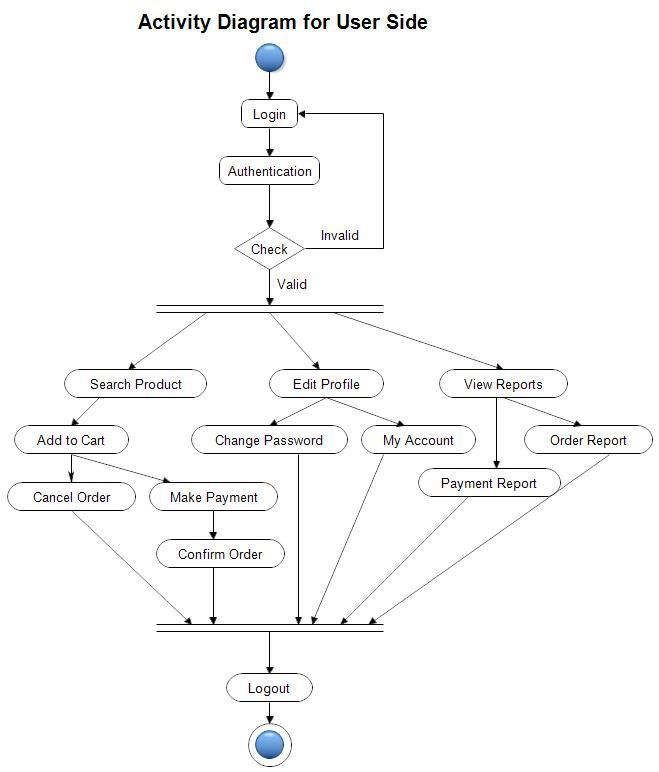 Activity Diagram for User Side
Login
Authentication
Check
Invalid
Valid
Search Product
Edit Profile
View Reports
Add to Cart
Change Password
My Account
Order Report
Cancel Order
Make Payment
Payment Report
Confirm Order
Logout